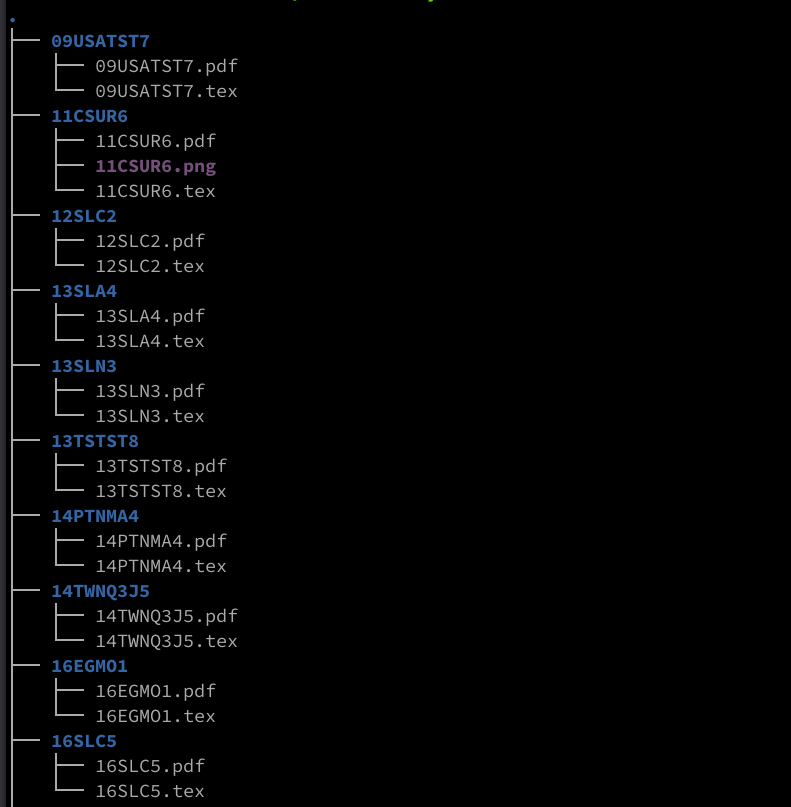 .
├── 09USATST7
│   ├── 09USATST7.pdf
│   └── 09USATST7.tex
├── 11CSUR6
│   ├── 11CSUR6.pdf
│   ├── 11CSUR6.png
│   └── 11CSUR6.tex
├── 12SLC2
│   ├── 12SLC2.pdf
│   └── 12SLC2.tex
├── 13SLA4
│   ├── 13SLA4.pdf
│   └── 13SLA4.tex
├── 13SLN3
│   ├── 13SLN3.pdf
│   └── 13SLN3.tex
├── 13TSTST8
│   ├── 13TSTST8.pdf
│   └── 13TSTST8.tex
├── 14PTNMA4
│   ├── 14PTNMA4.pdf
│   └── 14PTNMA4.tex
├── 14TWNQ3J5
│   ├── 14TWNQ3J5.pdf
│   └── 14TWNQ3J5.tex
├── 16EGMO1
│   ├── 16EGMO1.pdf
│   └── 16EGMO1.tex
├── 16SLC5
│   ├── 16SLC5.pdf
│   └── 16SLC5.tex